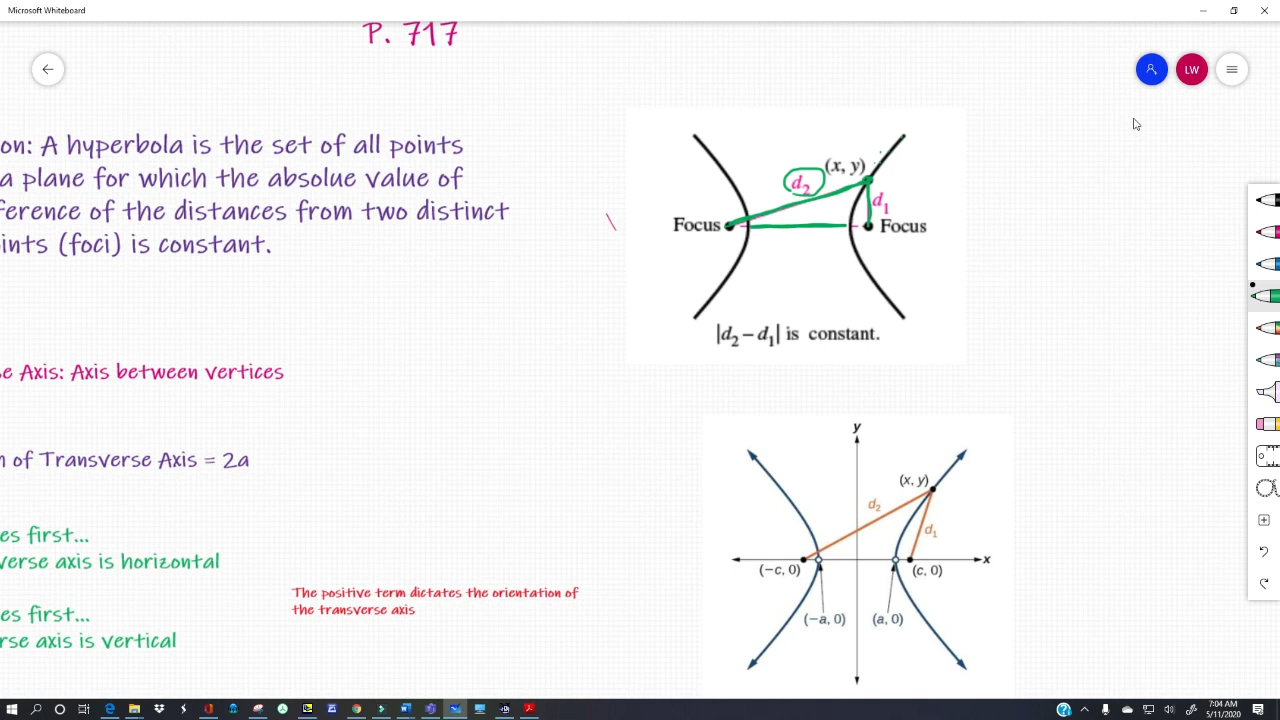 Microsoft Whiteboard
P. 717
LW
on: A hyperbola is the set of all points
a plane for which the absolue value of
ference of the distances from two distinct
ints (foci) is constant.
(x, y)
d2
d1
Focus
Focus
|d2 – d1| is constant.
e Axis: Axis between vertices
n of Transverse Axis = 2a
es first...
verse axis is horizontal
The positive term dictates the orientation of
the transverse axis
es first...
rse axis is vertical
y
(x, y)
d2
d1
x
(−c, 0)
(c, 0)
(−a, 0)
(a, 0)
7:04 AM
5/11/2020